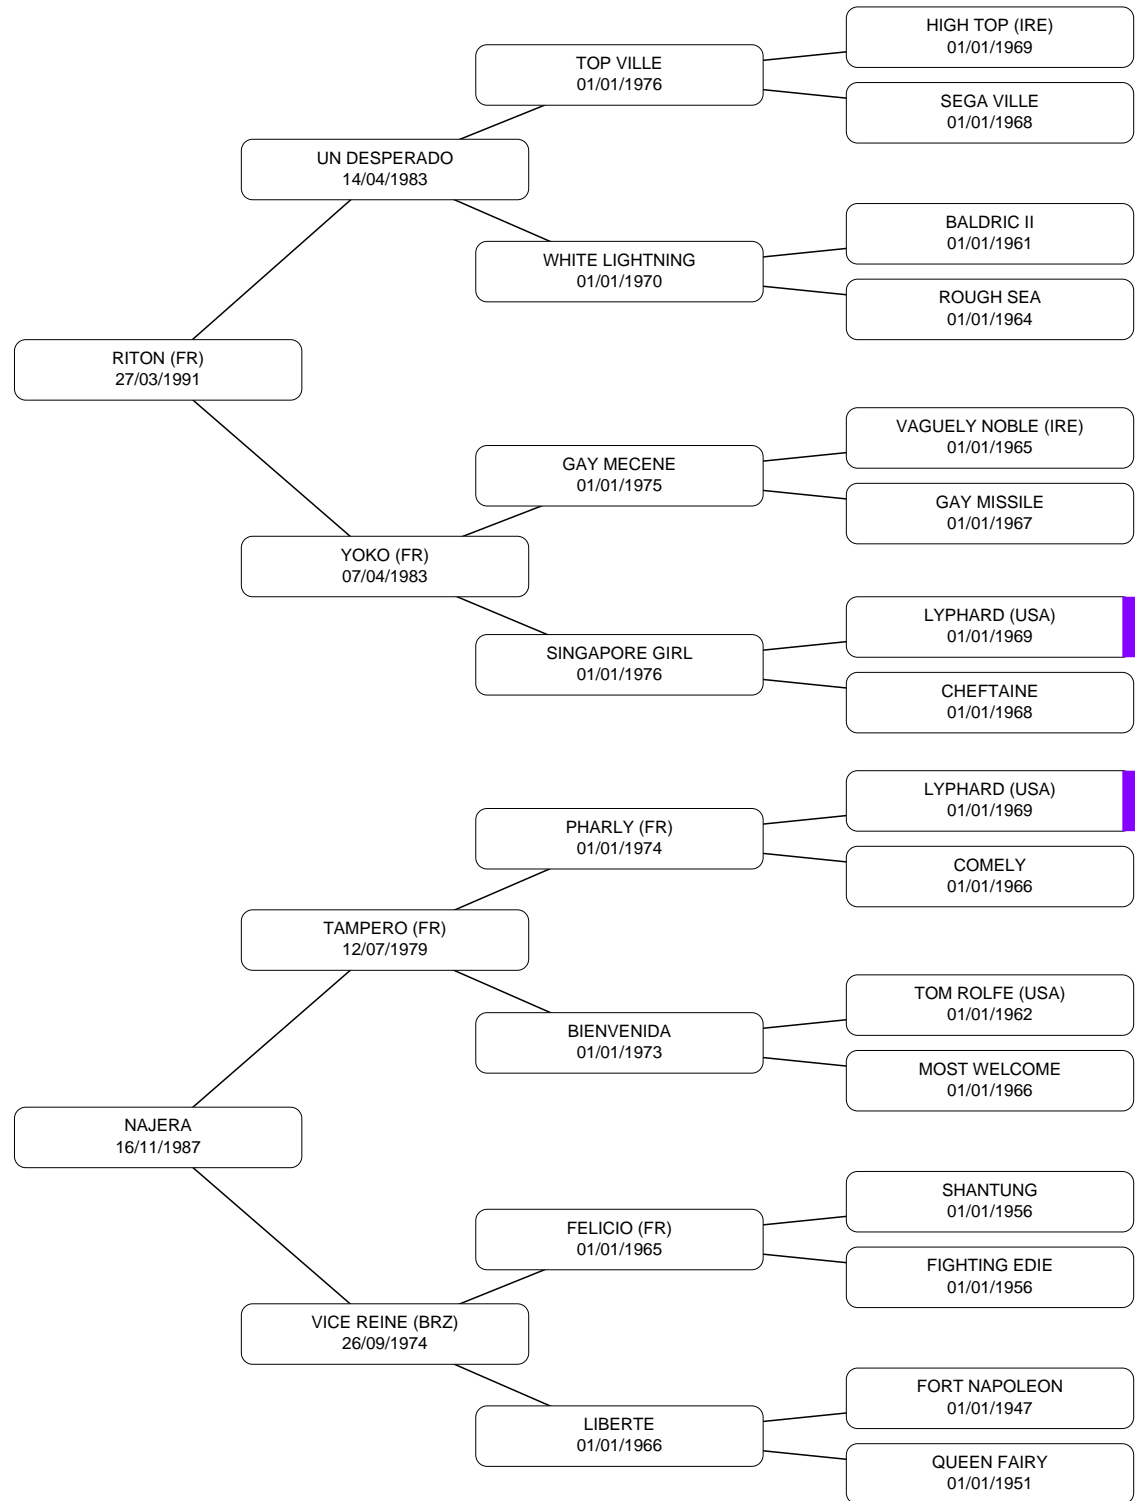 HIGH TOP (IRE)
01/01/1969
TOP VILLE
01/01/1976
SEGA VILLE
01/01/1968
UN DESPERADO
14/04/1983
BALDRIC II
01/01/1961
WHITE LIGHTNING
01/01/1970
ROUGH SEA
01/01/1964
RITON (FR)
27/03/1991
VAGUELY NOBLE (IRE)
01/01/1965
GAY MECENE
01/01/1975
GAY MISSILE
01/01/1967
YOKO (FR)
07/04/1983
LYPHARD (USA)
01/01/1969
SINGAPORE GIRL
01/01/1976
CHEFTAINE
01/01/1968
LYPHARD (USA)
01/01/1969
PHARLY (FR)
01/01/1974
COMELY
01/01/1966
TAMPERO (FR)
12/07/1979
TOM ROLFE (USA)
01/01/1962
BIENVENIDA
01/01/1973
MOST WELCOME
01/01/1966
NAJERA
16/11/1987
SHANTUNG
01/01/1956
FELICIO (FR)
01/01/1965
FIGHTING EDIE
01/01/1956
VICE REINE (BRZ)
26/09/1974
FORT NAPOLEON
01/01/1947
LIBERTE
01/01/1966
QUEEN FAIRY
01/01/1951